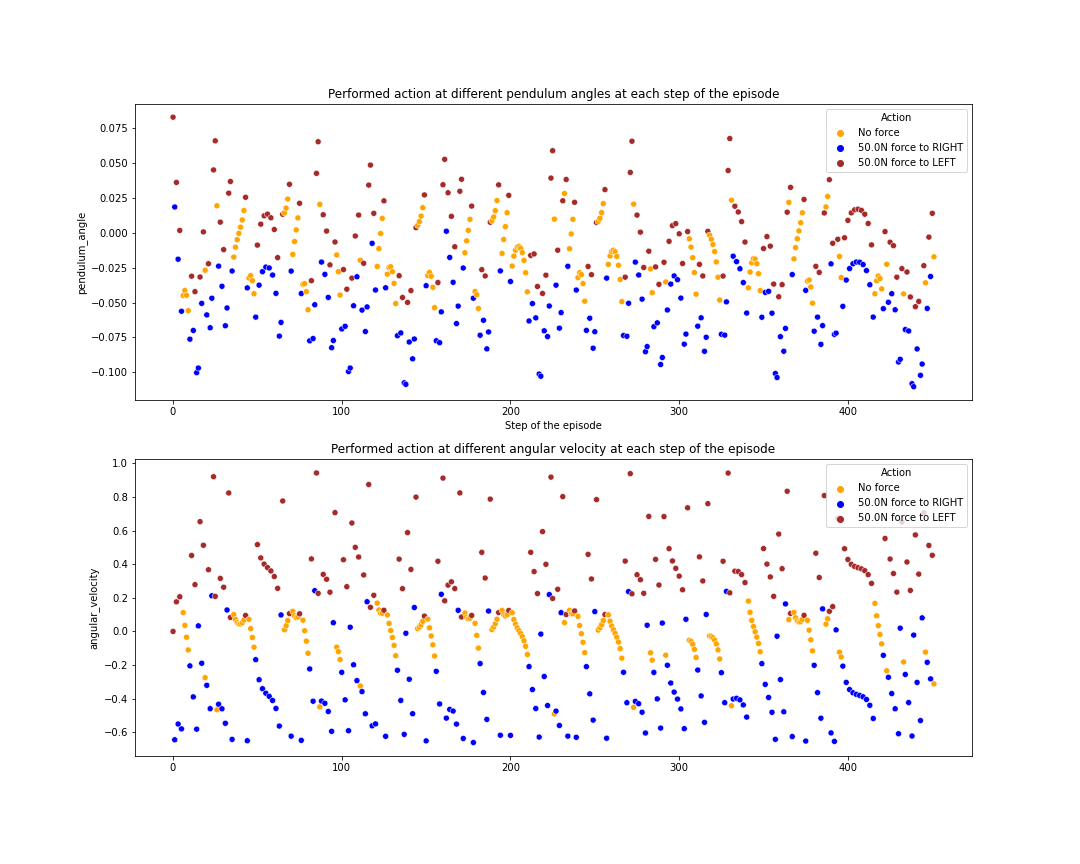 Performed action at different pendulum angles at each step of the episode
pendulum_angle
0.075
0.050
0.025
0.000
−0.025
−0.050
−0.075
−0.100
Action
No force
50.0N force to RIGHT
50.0N force to LEFT
0
100
200
300
400
Step of the episode
Performed action at different angular velocity at each step of the episode
angular_velocity
1.0
0.8
0.6
0.4
0.2
0.0
−0.2
−0.4
−0.6
Action
No force
50.0N force to RIGHT
50.0N force to LEFT
0
100
200
300
400